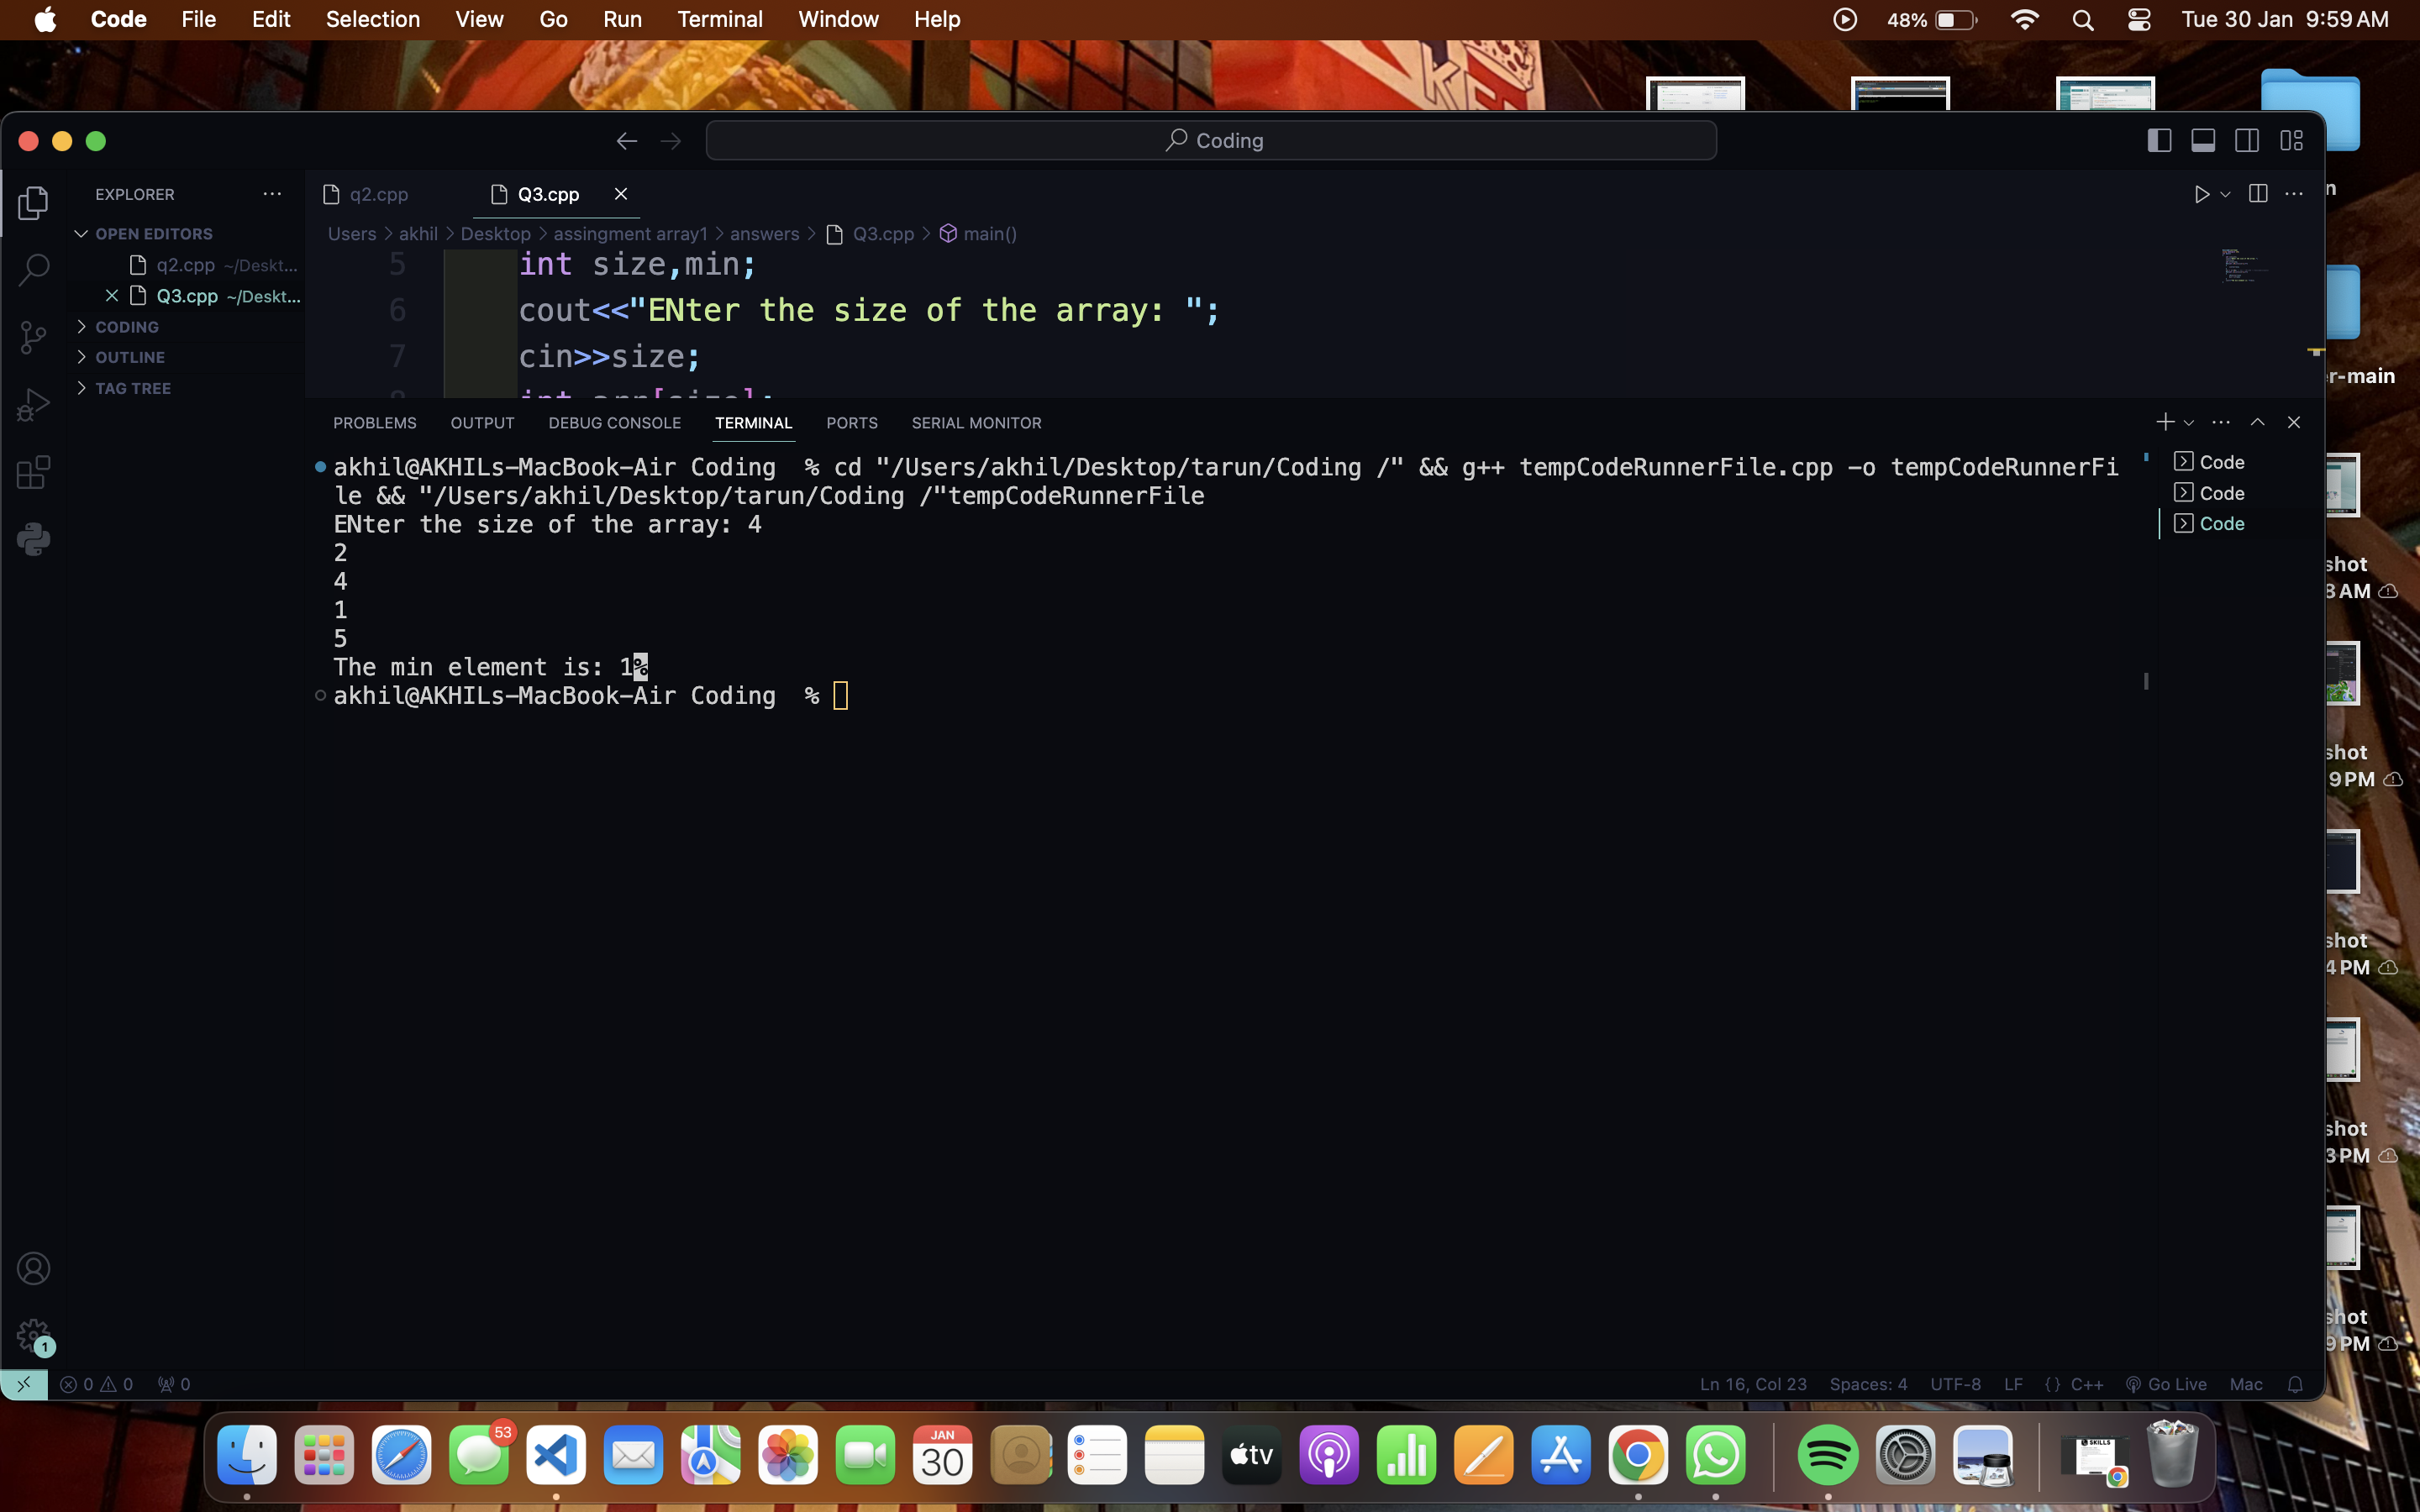 Code File Edit Selection View Go Run Terminal Window Help 48% Tue 30 Jan 9:59 AM
Coding
EXPLORER
q2.cpp Q3.cpp
OPEN EDITORS
Users > akhil > Desktop > assingment array1 > answers > Q3.cpp > main()
q2.cpp ~/Deskt...
Q3.cpp ~/Deskt...
CODING
OUTLINE
TAG TREE
5 int size,min;
6 cout<<"ENter the size of the array: ";
7 cin>>size;
int arr[size];
r-main
PROBLEMS OUTPUT DEBUG CONSOLE TERMINAL PORTS SERIAL MONITOR
akhil@AKHILs-MacBook-Air Coding % cd "/Users/akhil/Desktop/tarun/Coding /" && g++ tempCodeRunnerFile.cpp -o tempCodeRunnerFi
le && "/Users/akhil/Desktop/tarun/Coding /"tempCodeRunnerFile
ENter the size of the array: 4
2
4
1
5
The min element is: 1%
akhil@AKHILs-MacBook-Air Coding %
Code
Code
Code
shot
8 AM
shot
9 PM
shot
4 PM
shot
3 PM
shot
9 PM
1
0 0 0 Ln 16, Col 23 Spaces: 4 UTF-8 LF {} C++ Go Live Mac
53
JAN
30
tv
SKILLS